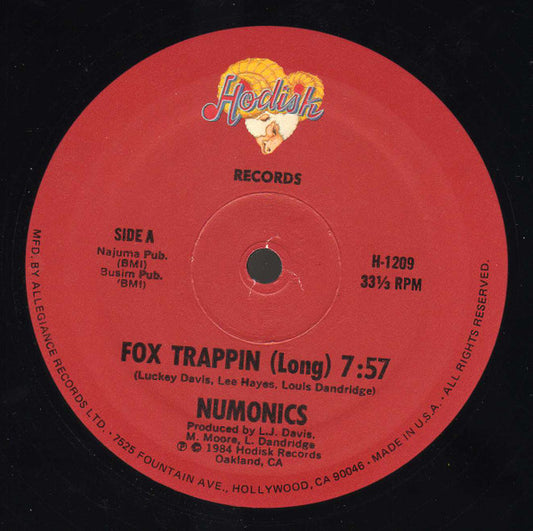 Hodisk
RECORDS
SIDE A
Najuma Pub.
(BMI)
Busim Pub.
(BMI)
H-1209
33⅓ RPM
FOX TRAPPIN (Long) 7:57
(Luckey Davis, Lee Hayes, Louis Dandridge)
NUMONICS
Produced by L.J. Davis,
M. Moore, L. Dandridge
℗ © 1984 Hodisk Records
Oakland, CA
MFD. BY ALLEGIANCE RECORDS LTD. • 7525 FOUNTAIN AVE., HOLLYWOOD, CA 90046 • MADE IN U.S.A. • ALL RIGHTS RESERVED.